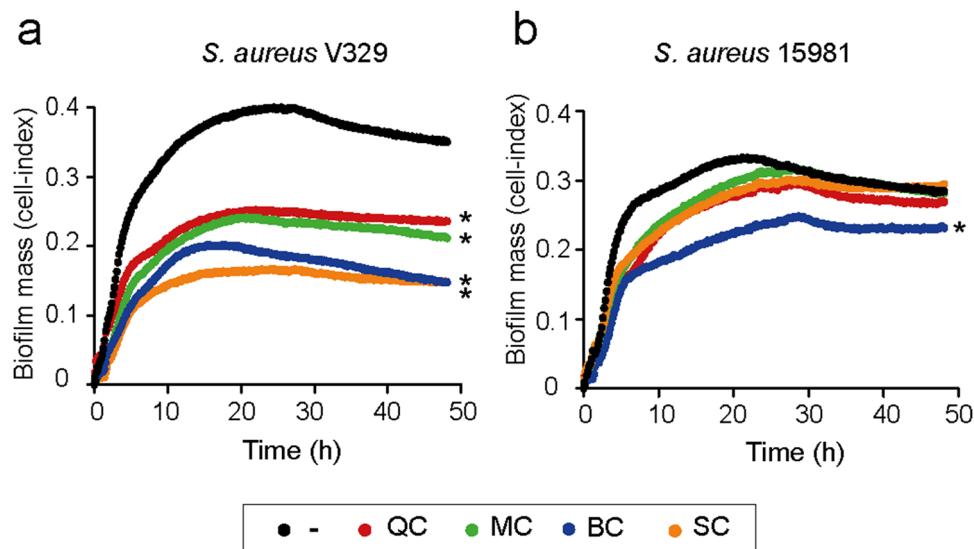 a
S. aureus V329
Biofilm mass (cell-index)
0.4
0.3
0.2
0.1
0
*
*
*
*
0 10 20 30 40 50
Time (h)
b
S. aureus 15981
Biofilm mass (cell-index)
0.4
0.3
0.2
0.1
0
*
0 10 20 30 40 50
Time (h)
- QC MC BC SC